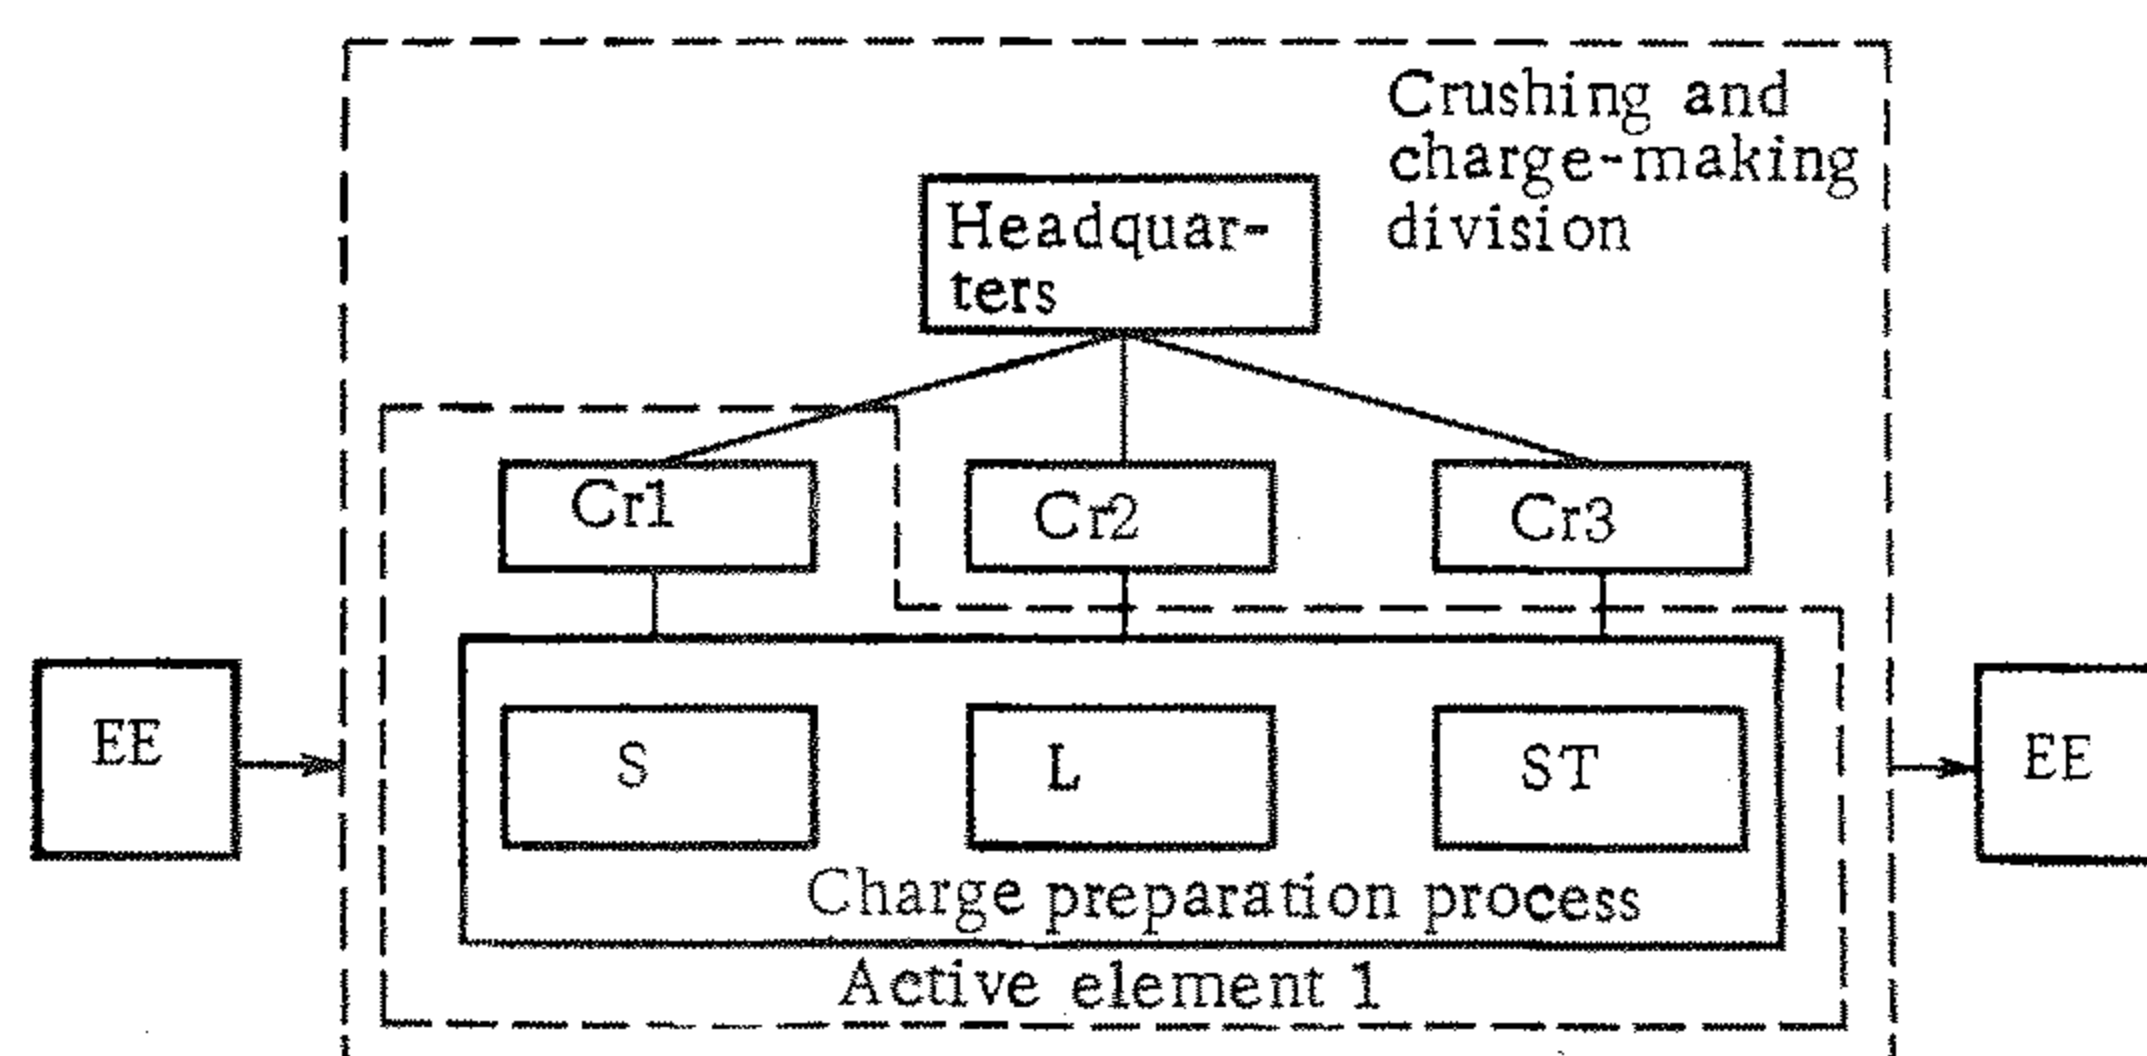 Crushing and
charge-making
division
Headquar-
ters
Cr1
Cr2
Cr3
EE
S
L
ST
EE
Charge preparation process
Active element 1